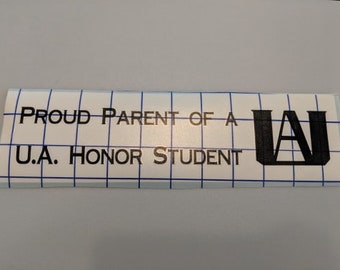 Proud Parent of a
U.A. Honor Student
UA